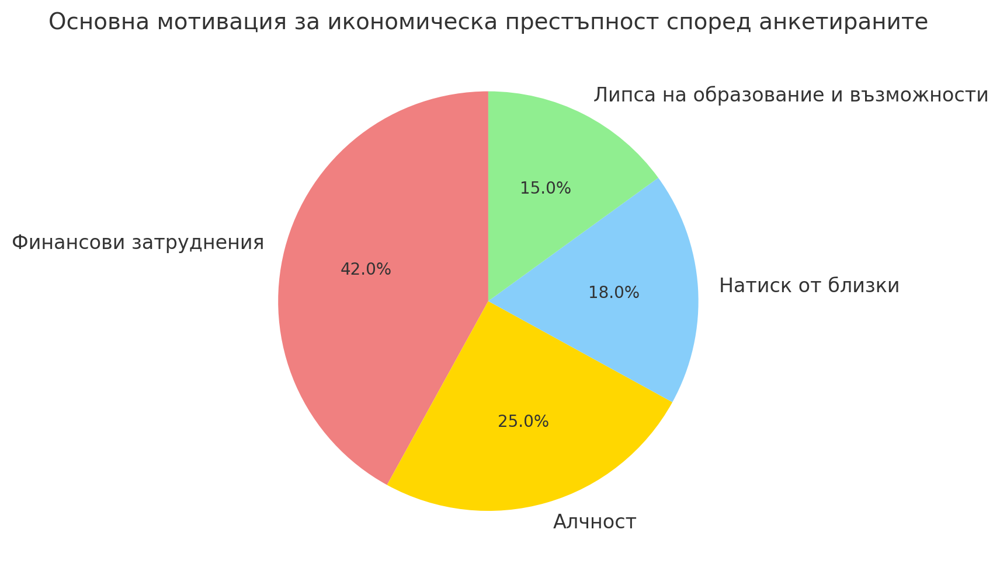 Основна мотивация за икономическа престъпност според анкетираните
Липса на образование и възможности
15.0%
Финансови затруднения
42.0%
Натиск от близки
18.0%
25.0%
Алчност